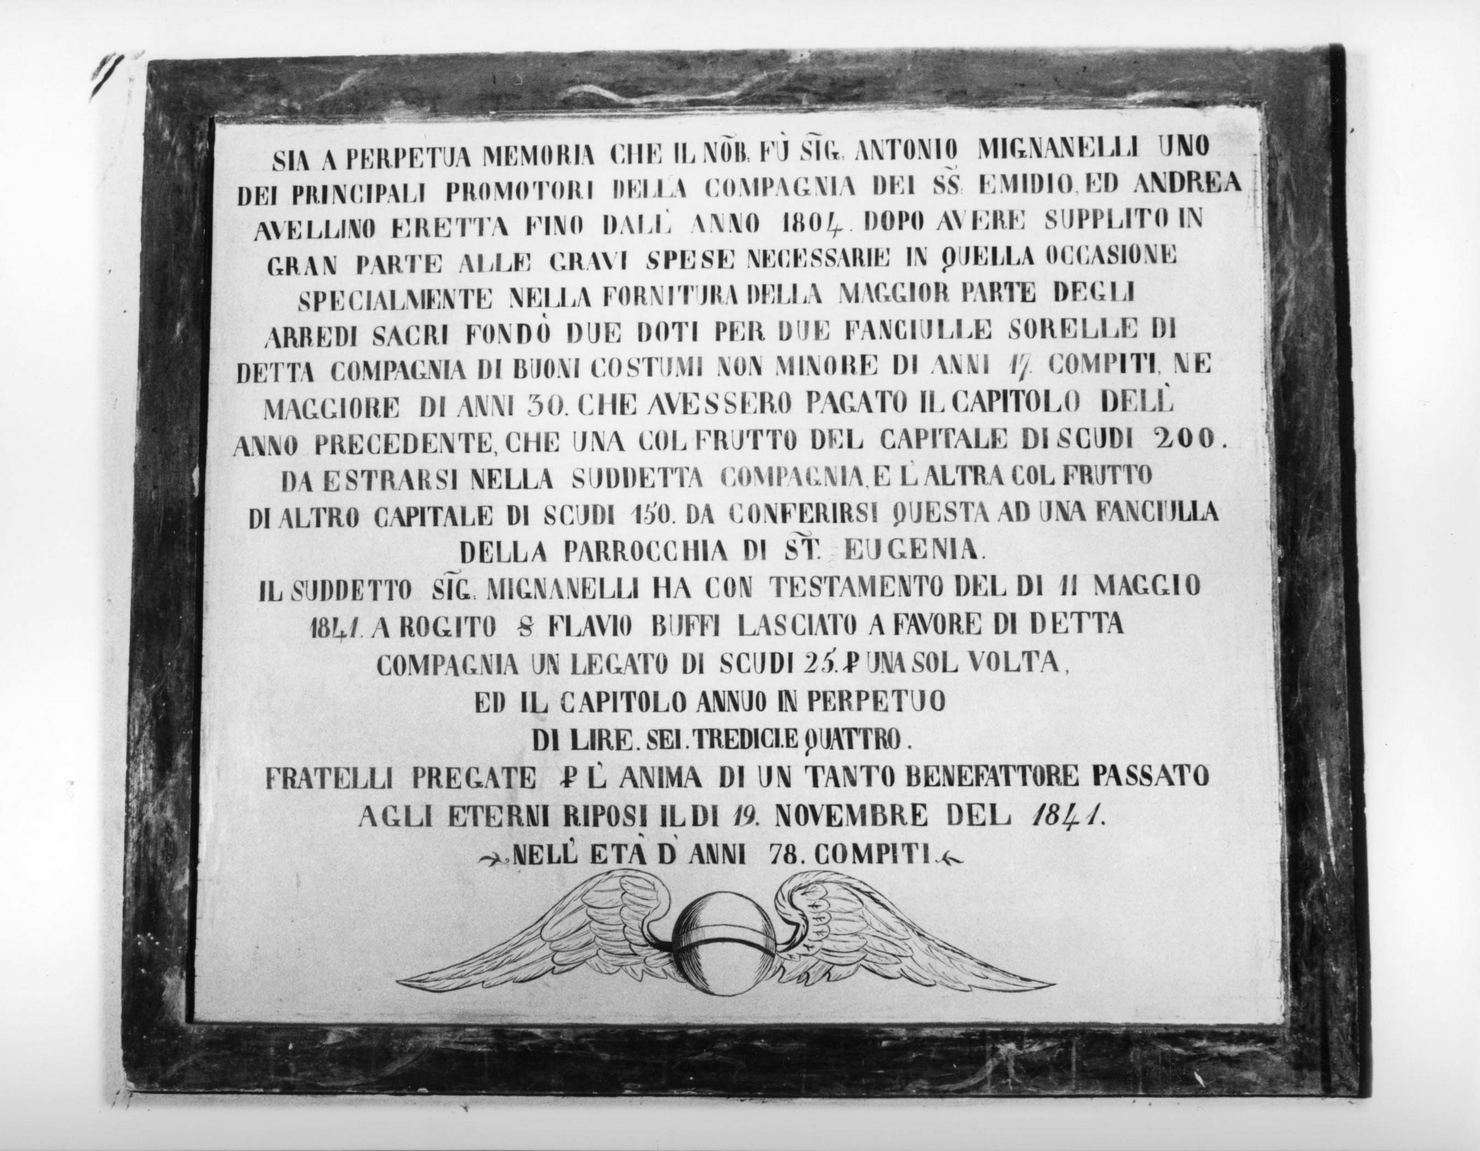 SIA A PERPETUA MEMORIA CHE IL NÕB. FÙ SĨG. ANTONIO MIGNANELLI UNO
DEI PRINCIPALI PROMOTORI DELLA COMPAGNIA DEI SS̃. EMIDIO, ED ANDREA
AVELLINO ERETTA FINO DALL' ANNO 1804. DOPO AVERE SUPPLITO IN
GRAN PARTE ALLE GRAVI SPESE NECESSARIE IN QUELLA OCCASIONE
SPECIALMENTE NELLA FORNITURA DELLA MAGGIOR PARTE DEGLI
ARREDI SACRI FONDÒ DUE DOTI PER DUE FANCIULLE SORELLE DI
DETTA COMPAGNIA DI BUONI COSTUMI NON MINORE DI ANNI 17. COMPITI, NE
MAGGIORE DI ANNI 30. CHE AVESSERO PAGATO IL CAPITOLO DELL'
ANNO PRECEDENTE, CHE UNA COL FRUTTO DEL CAPITALE DI SCUDI 200.
DA ESTRARSI NELLA SUDDETTA COMPAGNIA, E L'ALTRA COL FRUTTO
DI ALTRO CAPITALE DI SCUDI 150. DA CONFERIRSI QUESTA AD UNA FANCIULLA
DELLA PARROCCHIA DI ST̃. EUGENIA.
IL SUDDETTO SĨG. MIGNANELLI HA CON TESTAMENTO DEL DI 11 MAGGIO
1841. A ROGITO S FLAVIO BUFFI LASCIATO A FAVORE DI DETTA
COMPAGNIA UN LEGATO DI SCUDI 25. ꝑ UNA SOL VOLTA,
ED IL CAPITOLO ANNUO IN PERPETUO
DI LIRE. SEI. TREDICI. E QUATTRO.
FRATELLI PREGATE ꝑ L' ANIMA DI UN TANTO BENEFATTORE PASSATO
AGLI ETERNI RIPOSI IL DI 19. NOVEMBRE DEL 1841.
NELL' ETÀ D' ANNI 78. COMPITI.